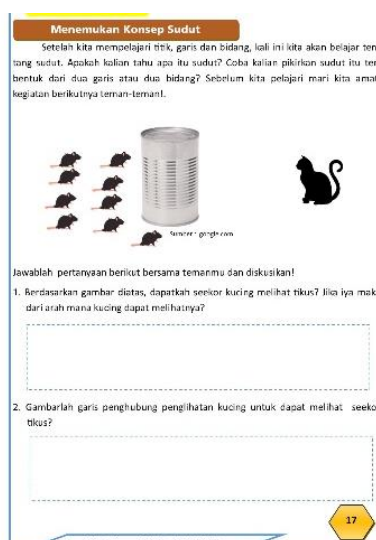 Menemukan Konsep Sudut
Setelah kita mempelajari titik, garis dan bidang, kali ini kita akan belajar ten
tang sudut. Apakah kalian tahu apa itu sudut? Coba kalian pikirkan sudut itu ter
bentuk dari dua garis atau dua bidang? Sebelum kita pelajari mari kita amat
kegiatan berikutnya teman-teman!.
Sumber : google.com
Jawablah pertanyaan berikut bersama temanmu dan diskusikan!
1. Berdasarkan gambar diatas, dapatkah seekor kucing melihat tikus? Jika iya mak
dari arah mana kucing dapat melihatnya?
2. Gambarlah garis penghubung penglihatan kucing untuk dapat melihat seeko
tikus?
17